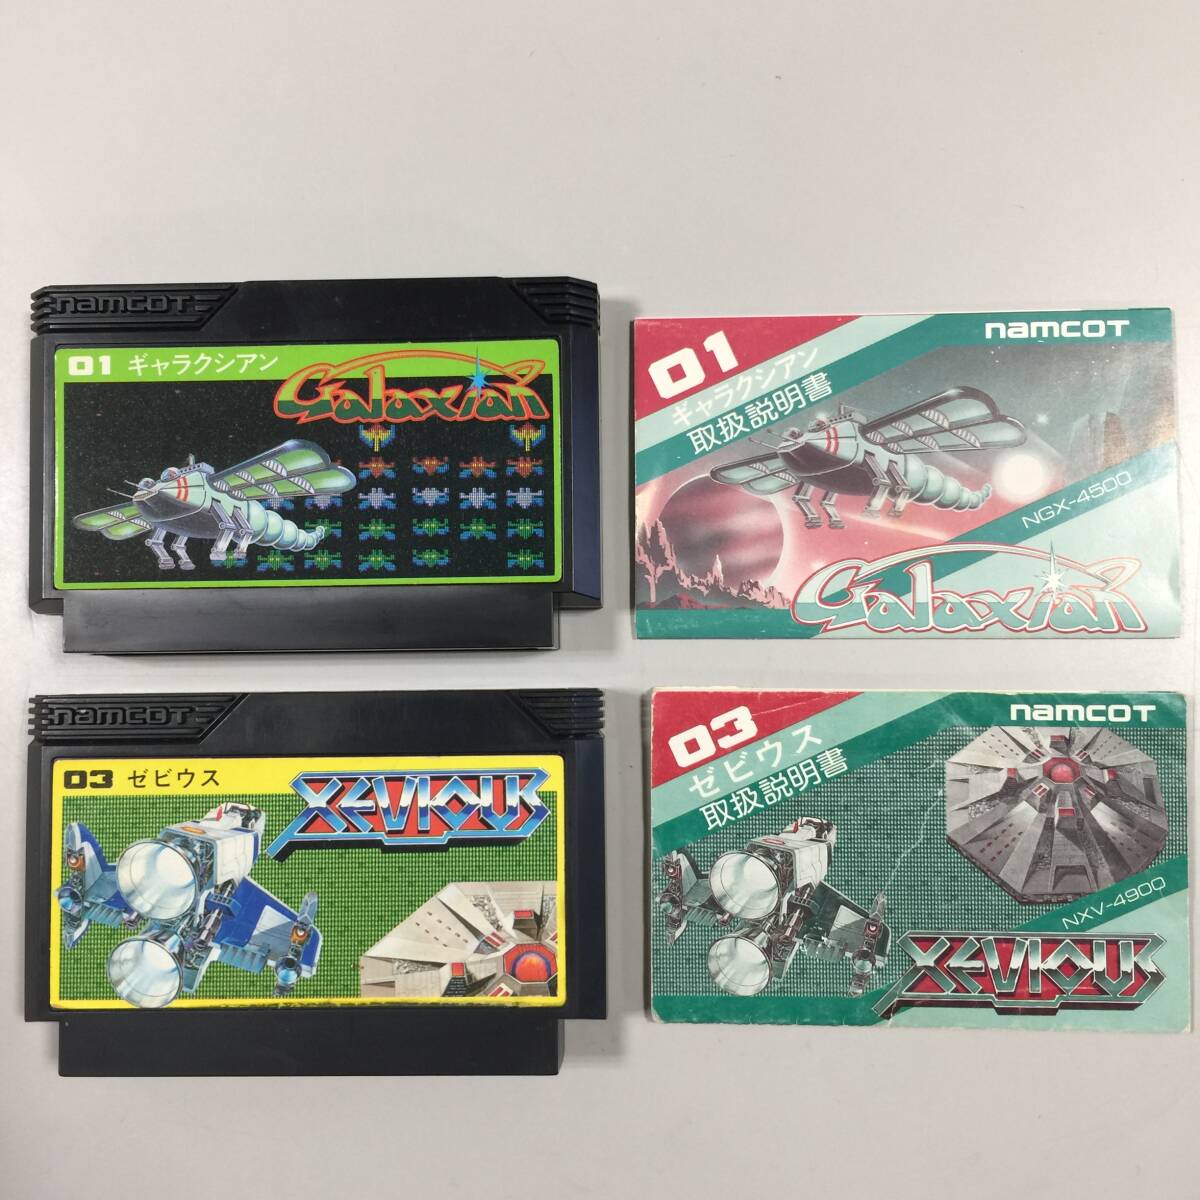 namcot
01 ギャラクシアン
Galaxian
namcot
01
ギャラクシアン
取扱説明書
NGX-4500
Galaxian
namcot
03 ゼビウス
XEVIOUS
namcot
03
ゼビウス
取扱説明書
NXV-4900
XEVIOUS